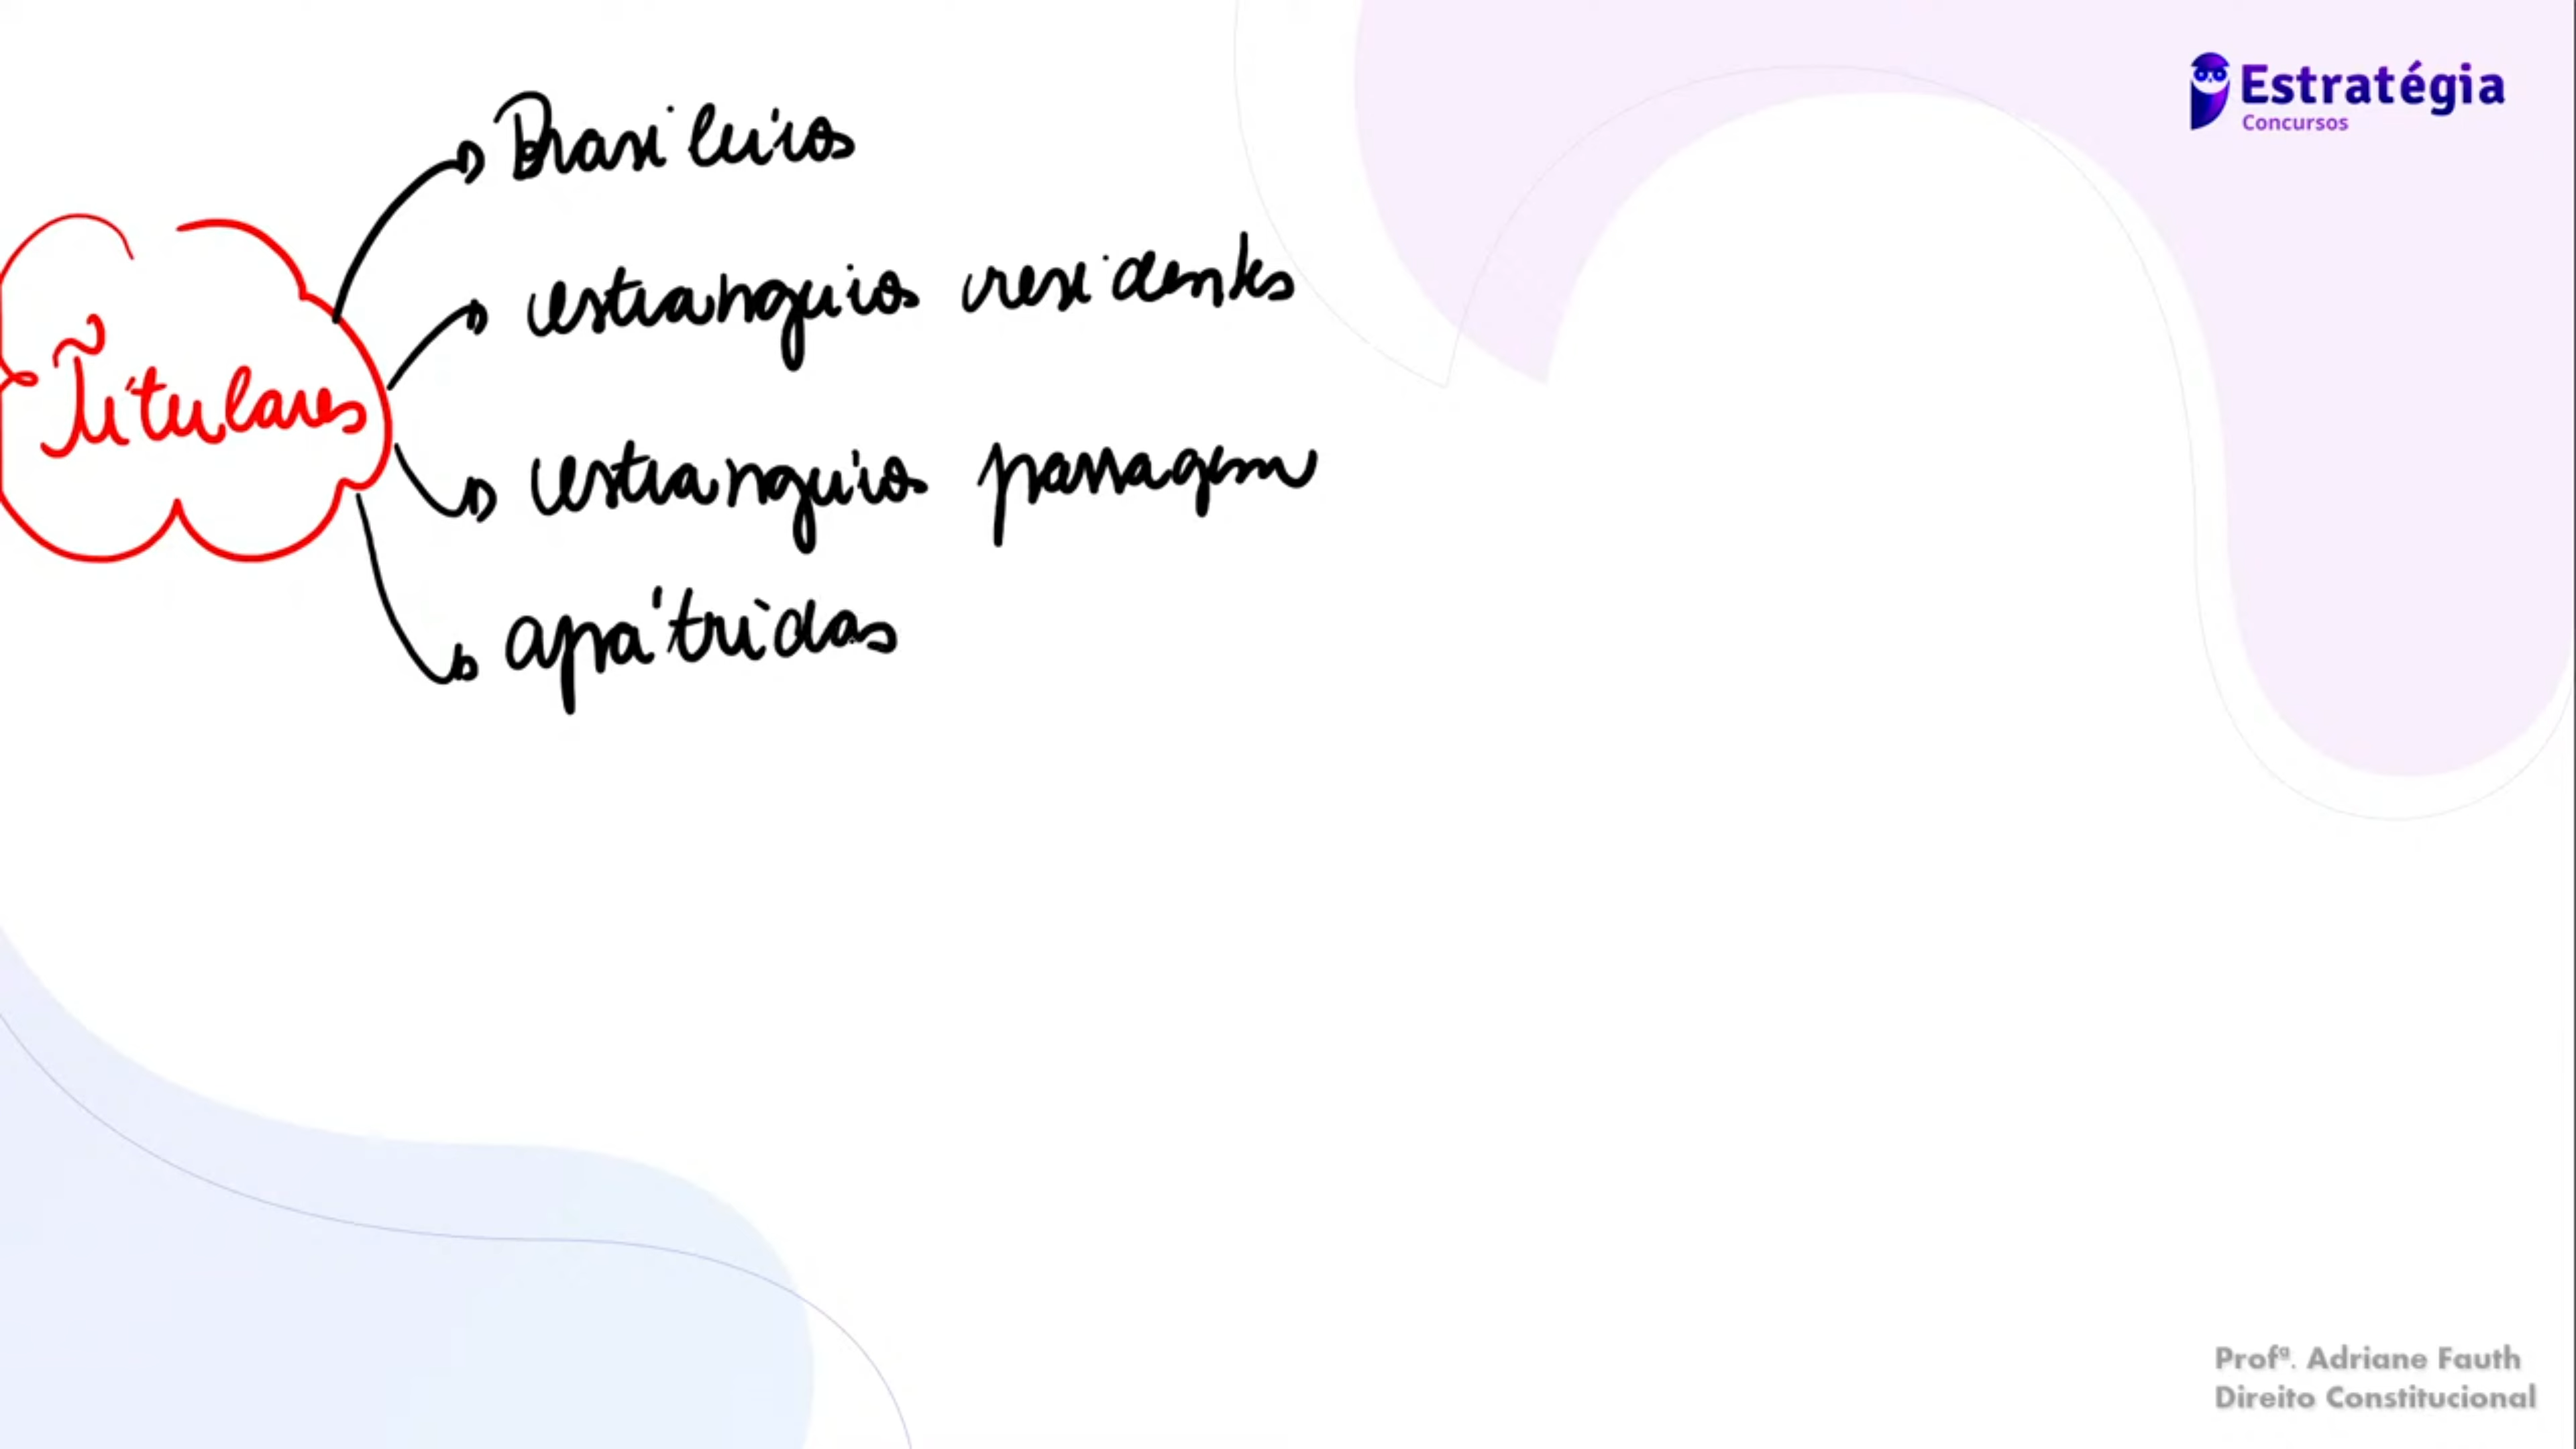 Estratégia
Concursos
Brasileiros
estrangeiros residentes
Titulares
estrangeiros passagem
apátridas
Profª. Adriane Fauth
Direito Constitucional